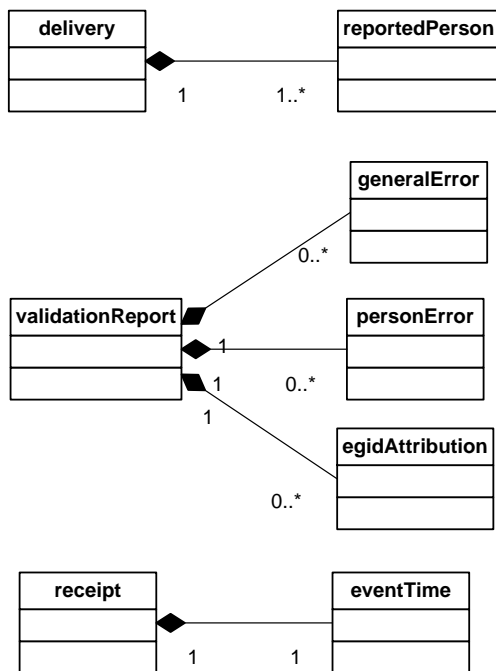 delivery
reportedPerson
1
1..*
generalError
0..*
validationReport
personError
1
1
0..*
1
egidAttribution
0..*
receipt
eventTime
1
1